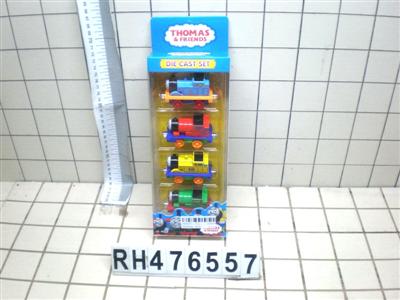 THOMAS
& FRIENDS
DIE CAST SET
RH476557